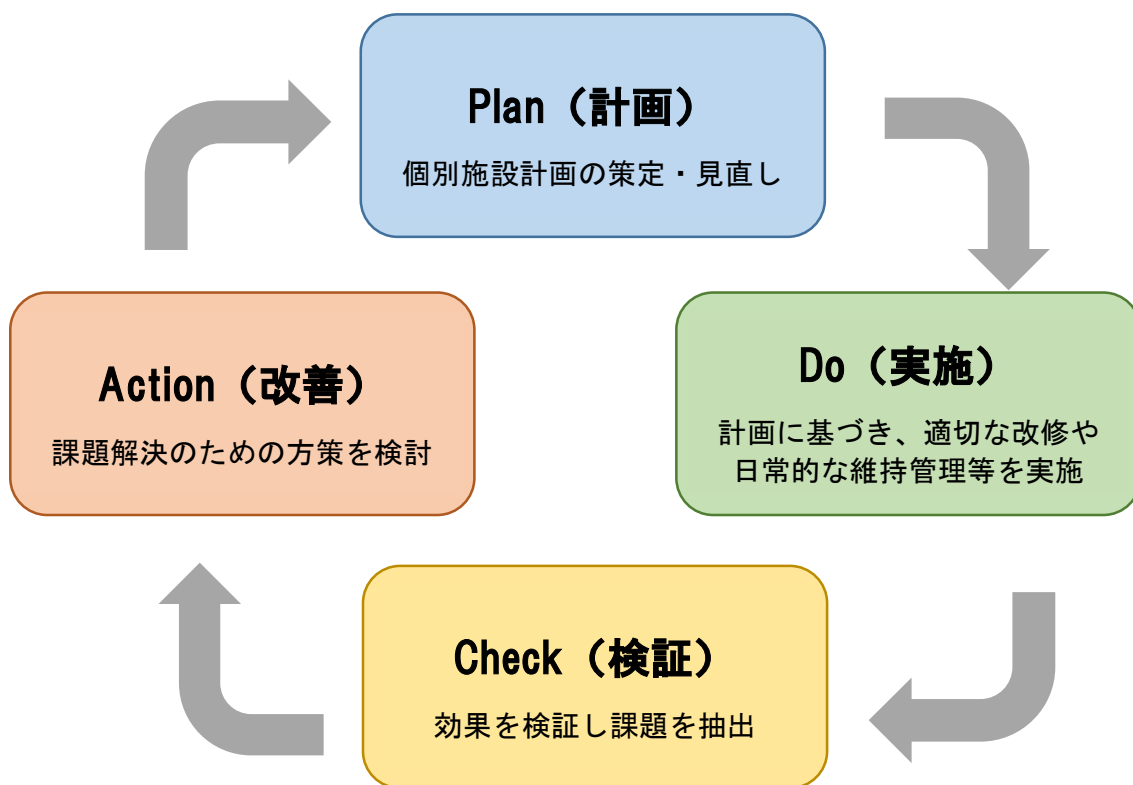 Plan（計画）
個別施設計画の策定・見直し
Do（実施）
計画に基づき、適切な改修や
日常的な維持管理等を実施
Check（検証）
効果を検証し課題を抽出
Action（改善）
課題解決のための方策を検討